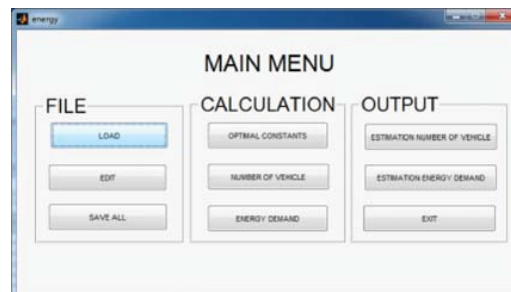 energy
MAIN MENU
FILE
LOAD
EDIT
SAVE ALL
CALCULATION
OPTIMAL CONSTANTS
NUMBER OF VEHICLE
ENERGY DEMAND
OUTPUT
ESTIMATION NUMBER OF VEHICLE
ESTIMATION ENERGY DEMAND
EXIT